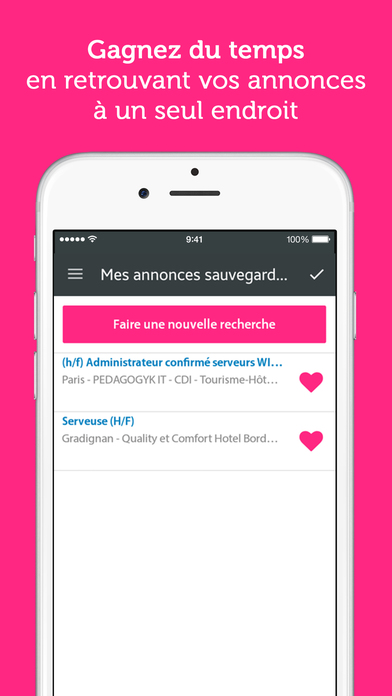 Gagnez du temps
en retrouvant vos annonces
à un seul endroit
9:41
100%
Mes annonces sauvegard...
Faire une nouvelle recherche
(h/f) Administrateur confirmé serveurs WI...
Paris - PEDAGOGYK IT - CDI - Tourisme-Hôt...
Serveuse (H/F)
Gradignan - Quality et Comfort Hotel Bord...